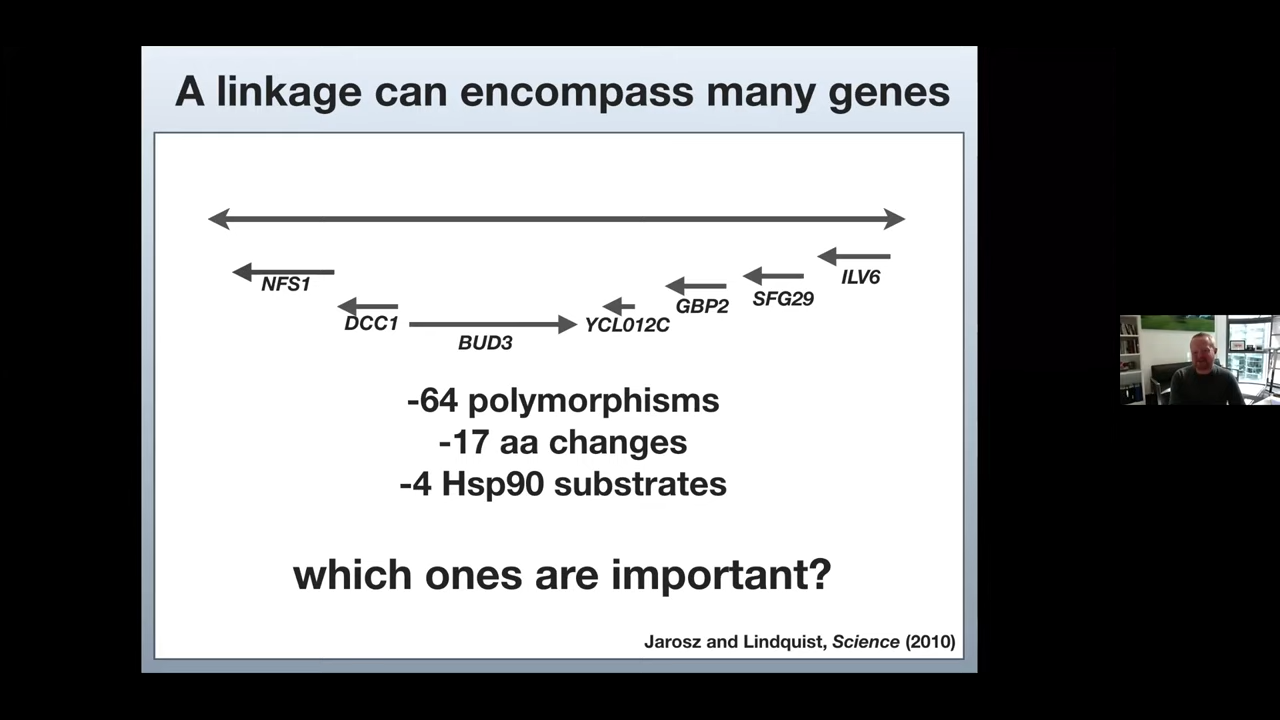 A linkage can encompass many genes
NFS1
DCC1
BUD3
YCL012C
GBP2
SFG29
ILV6
-64 polymorphisms
-17 aa changes
-4 Hsp90 substrates
which ones are important?
Jarosz and Lindquist, Science (2010)